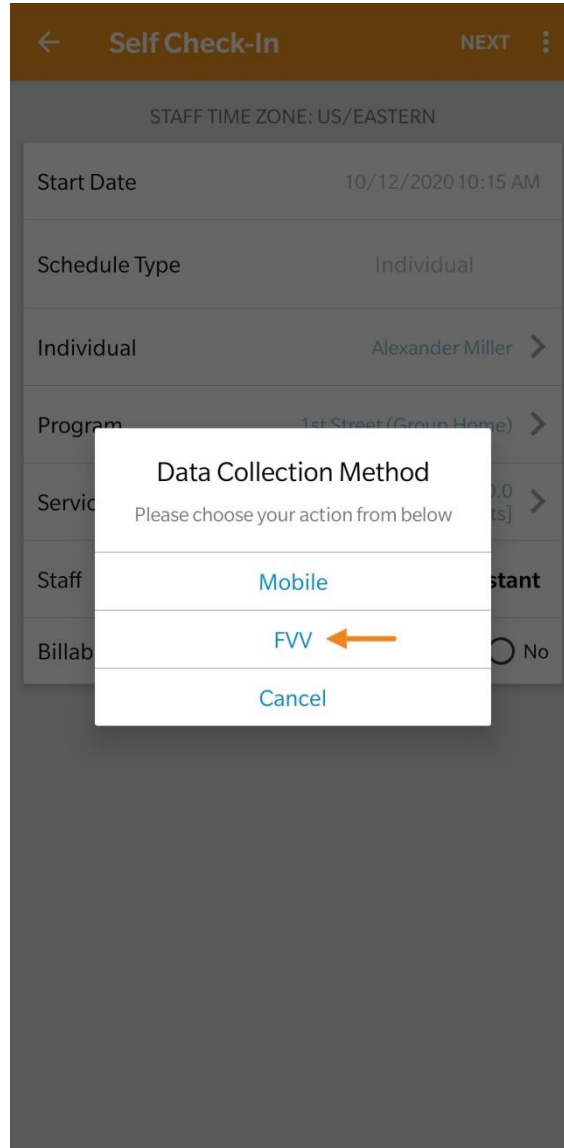 Self Check-In NEXT
STAFF TIME ZONE: US/EASTERN
Start Date 10/12/2020 10:15 AM
Schedule Type Individual
Individual Alexander Miller
Program 1st Street (Group Home)
Data Collection Method
Please choose your action from below
Mobile
Staff
FVV
No
Cancel